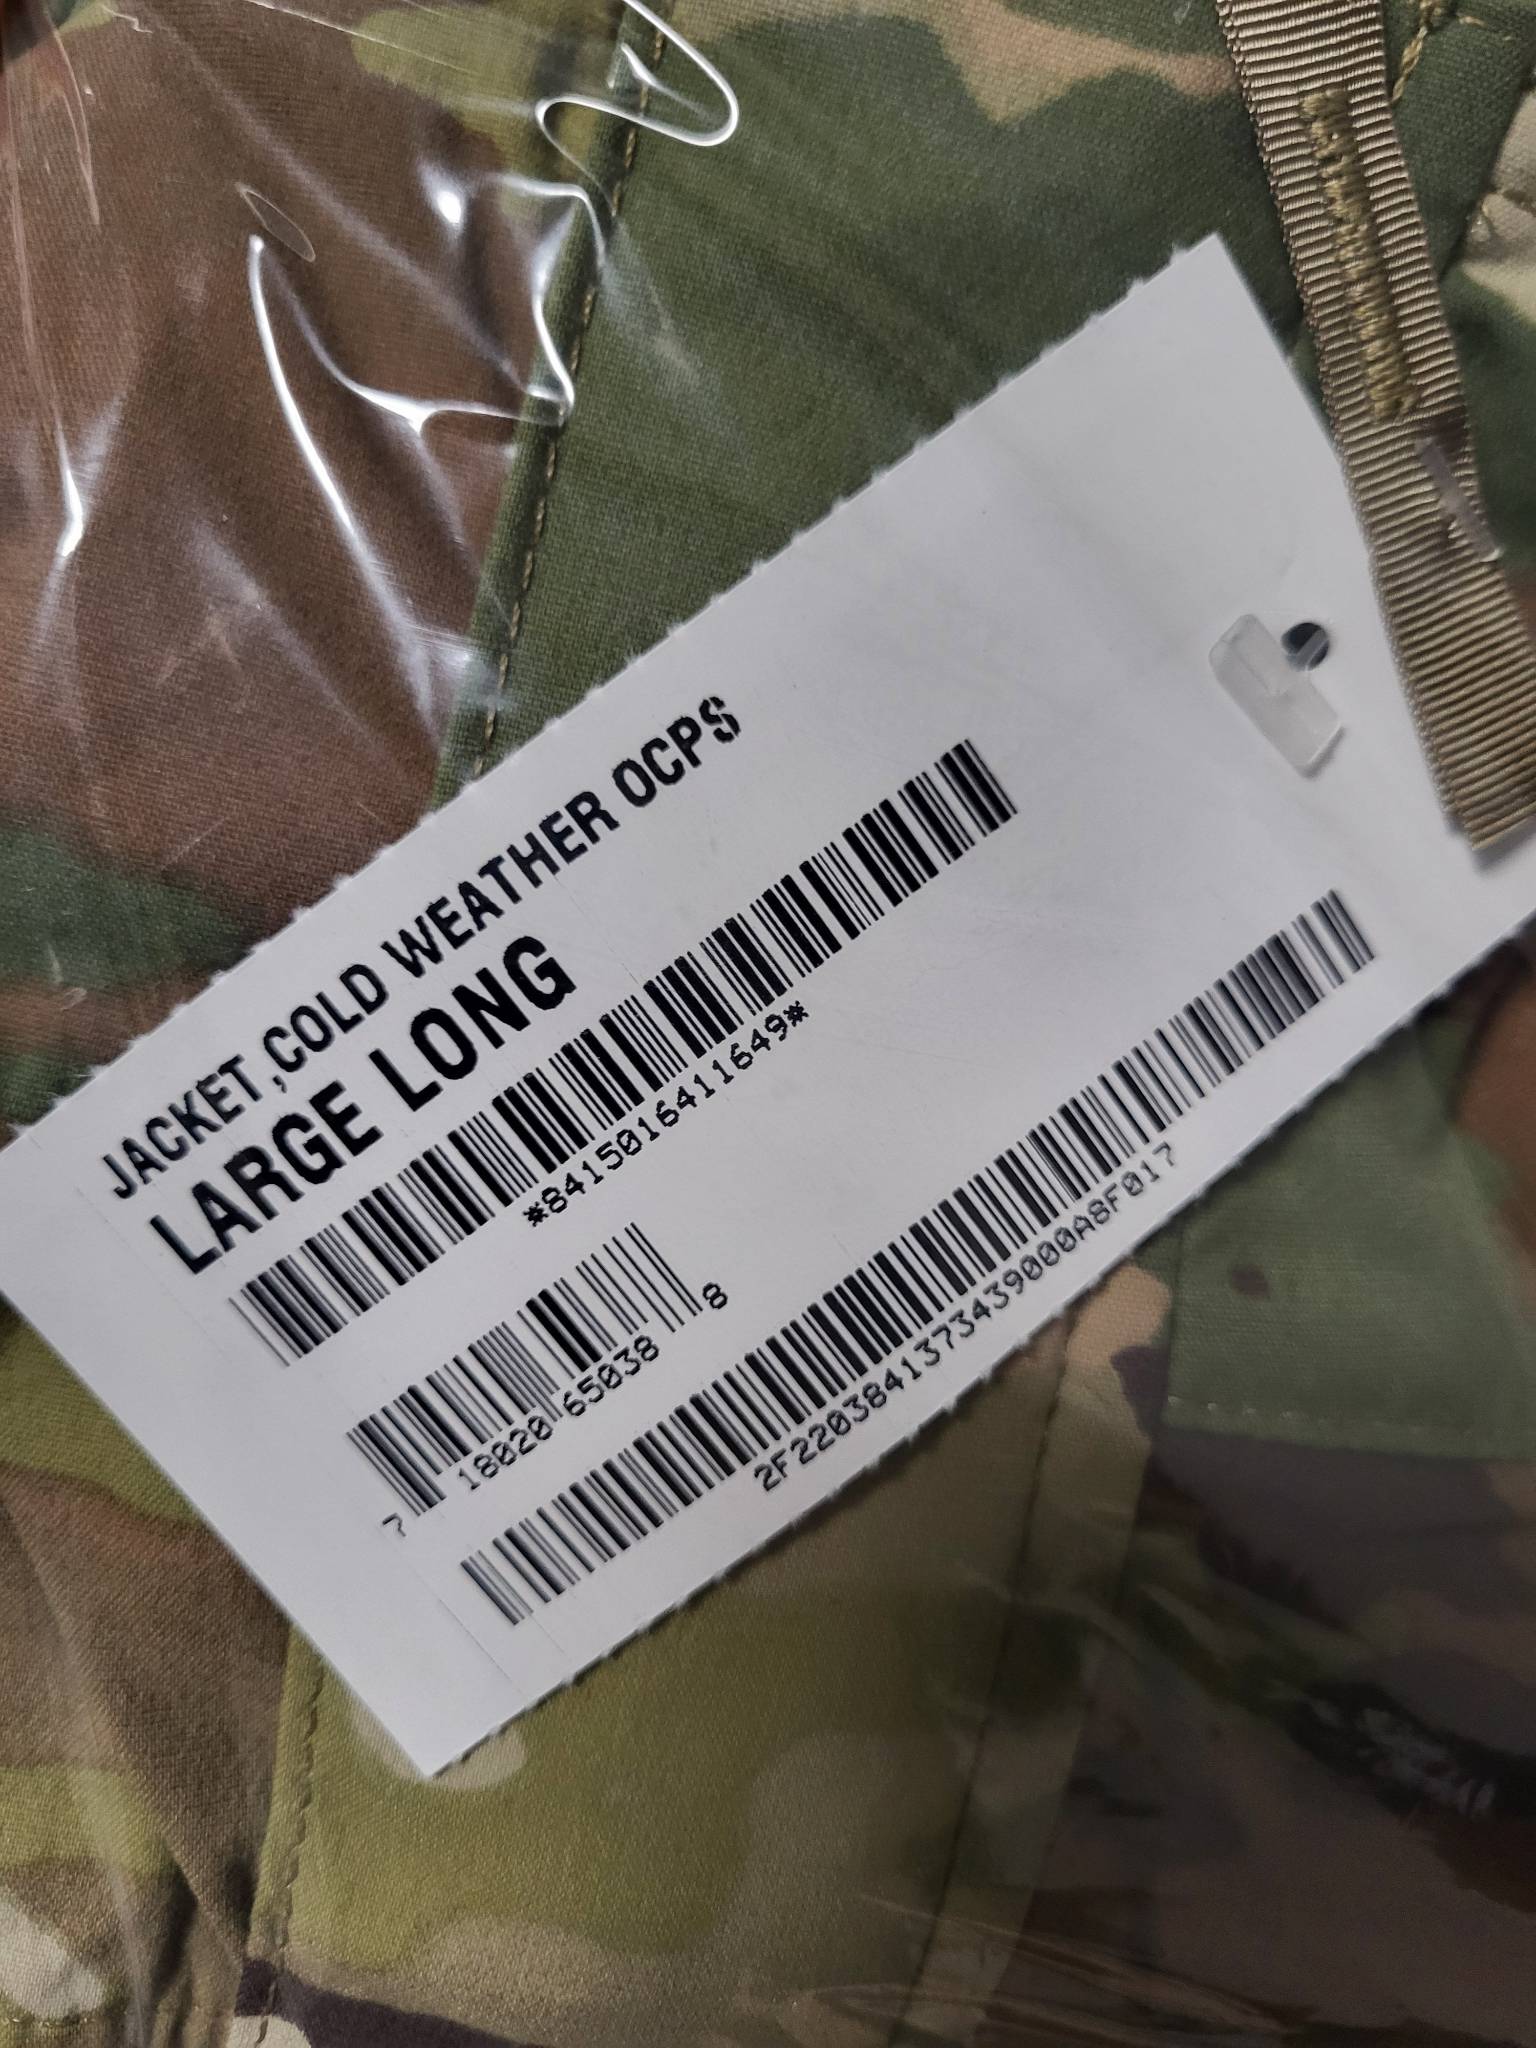 JACKET,COLD WEATHER OCPS
LARGE LONG
*8415016411649*
7 18020 65038 8
2F2203841373439000A8F017